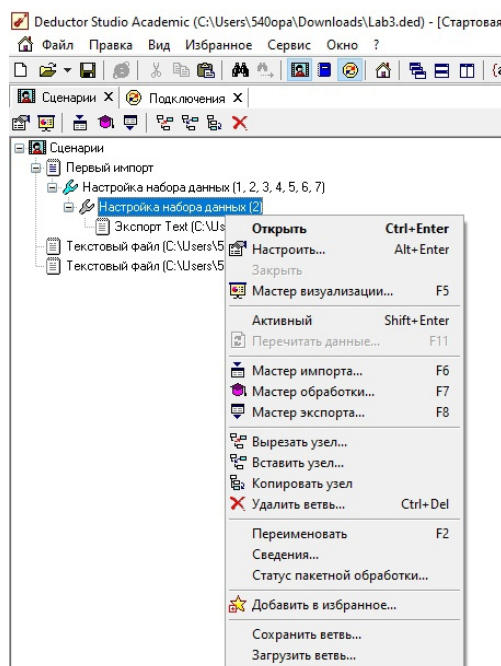 Deductor Studio Academic (C:\Users\540opa\Downloads\Lab3.ded) - [Стартовая
Файл Правка Вид Избранное Сервис Окно ?
Сценарии X Подключения X
Сценарии
Первый импорт
Настройка набора данных (1, 2, 3, 4, 5, 6, 7)
Настройка набора данных (2)
Экспорт Text (C:\Us
Текстовый файл (C:\Users\5
Текстовый файл (C:\Users\5
Открыть Ctrl+Enter
Настроить... Alt+Enter
Закрыть
Мастер визуализации... F5
Активный Shift+Enter
Перечитать данные... F11
Мастер импорта... F6
Мастер обработки... F7
Мастер экспорта... F8
Вырезать узел...
Вставить узел...
Копировать узел
Удалить ветвь... Ctrl+Del
Переименовать F2
Сведения...
Статус пакетной обработки...
Добавить в избранное...
Сохранить ветвь...
Загрузить ветвь...